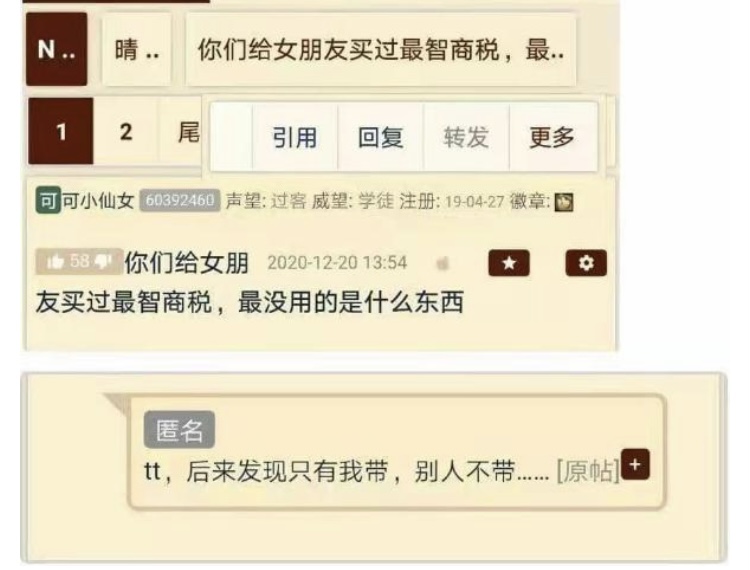 N ..
晴 ..
你们给女朋友买过最智商税，最..
1
2
尾
引用
回复
转发
更多
可 可小仙女 60392460 声望: 过客 威望: 学徒 注册: 19-04-27 徽章:
58 你们给女朋 2020-12-20 13:54
友买过最智商税，最没用的是什么东西
匿名
tt，后来发现只有我带，别人不带...... [原帖] +